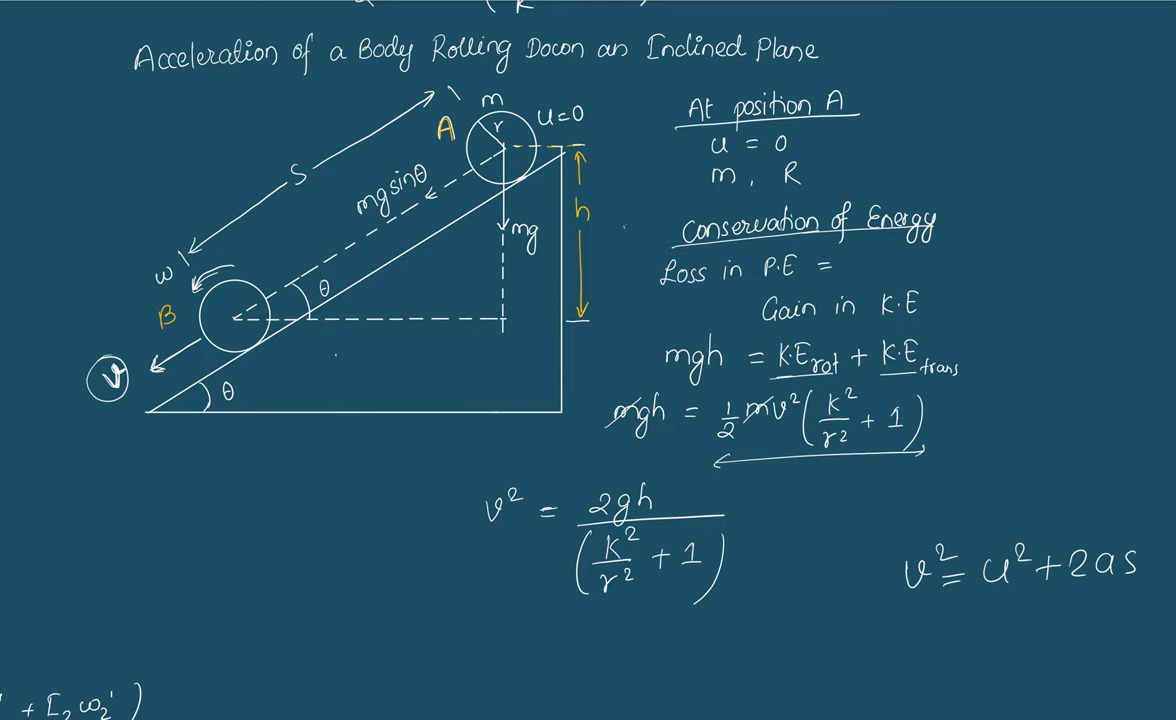 Acceleration of a Body Rolling Down an Inclined Plane
m
r
A
u=0
S
mg sinθ
mg
h
ω
B
θ
v
θ
At position A
u = 0
m, R
Conservation of Energy
Loss in P.E =
Gain in K.E
mgh = K.E rot + K.E trans
mgh = 1/2 mv² (K²/r² + 1)
v² = 2gh / (K²/r² + 1)
v² = u² + 2as